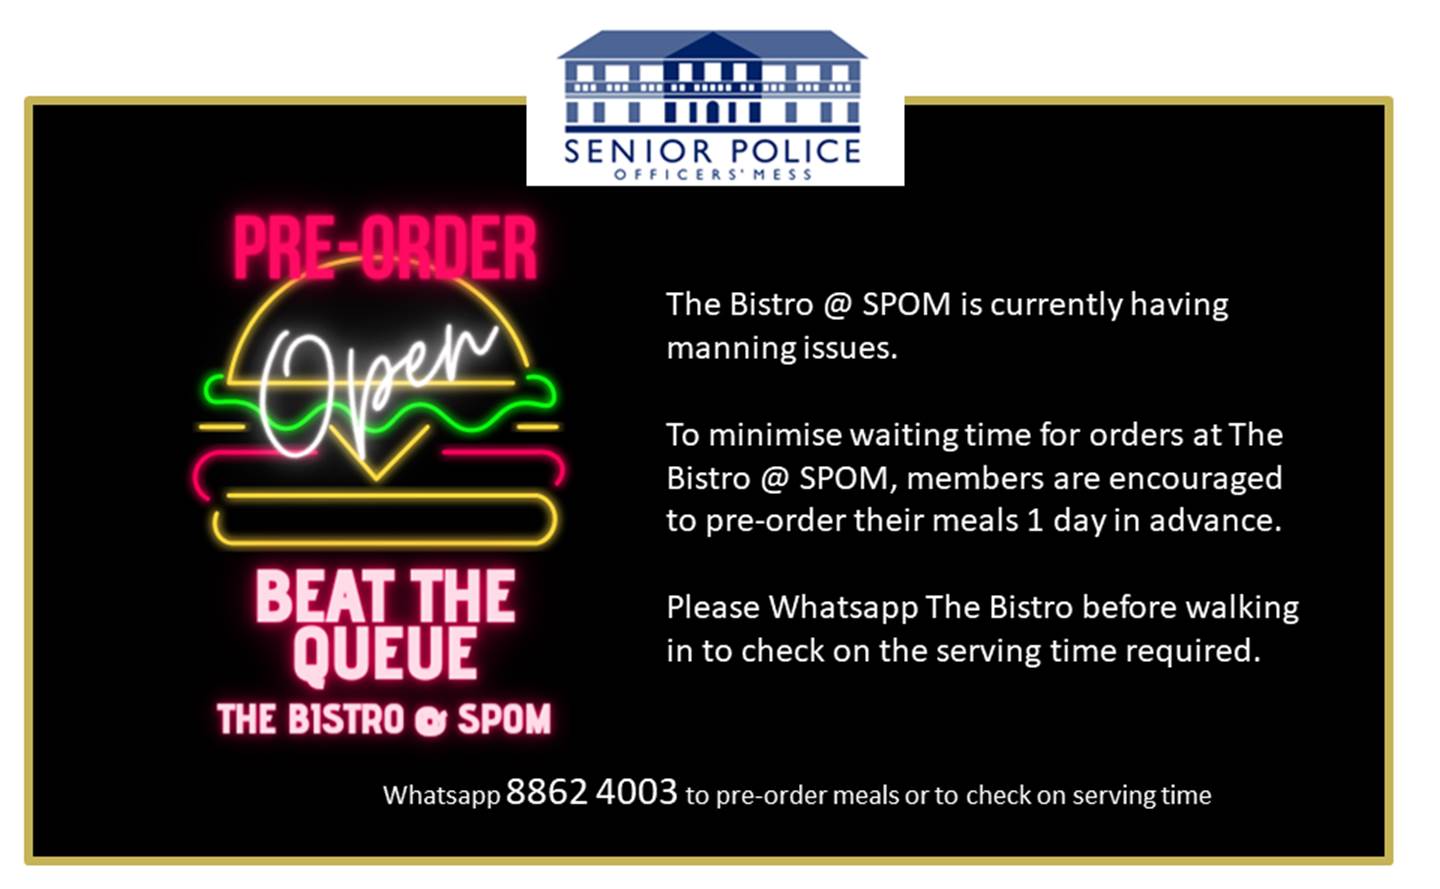 SENIOR POLICE
OFFICERS' MESS
PRE-ORDER
Open
BEAT THE
QUEUE
THE BISTRO @ SPOM
The Bistro @ SPOM is currently having
manning issues.
To minimise waiting time for orders at The
Bistro @ SPOM, members are encouraged
to pre-order their meals 1 day in advance.
Please Whatsapp The Bistro before walking
in to check on the serving time required.
Whatsapp 8862 4003 to pre-order meals or to check on serving time